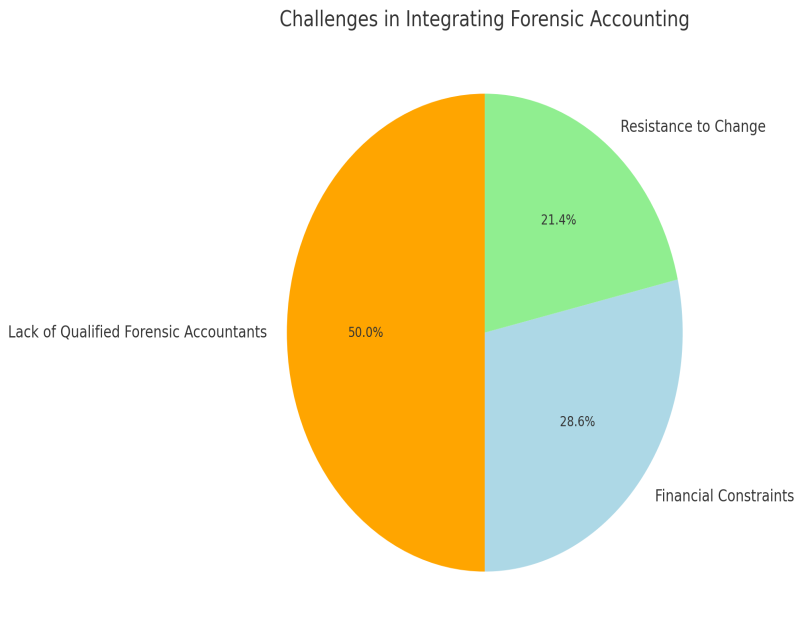 Challenges in Integrating Forensic Accounting
Resistance to Change
21.4%
Lack of Qualified Forensic Accountants
50.0%
28.6%
Financial Constraints